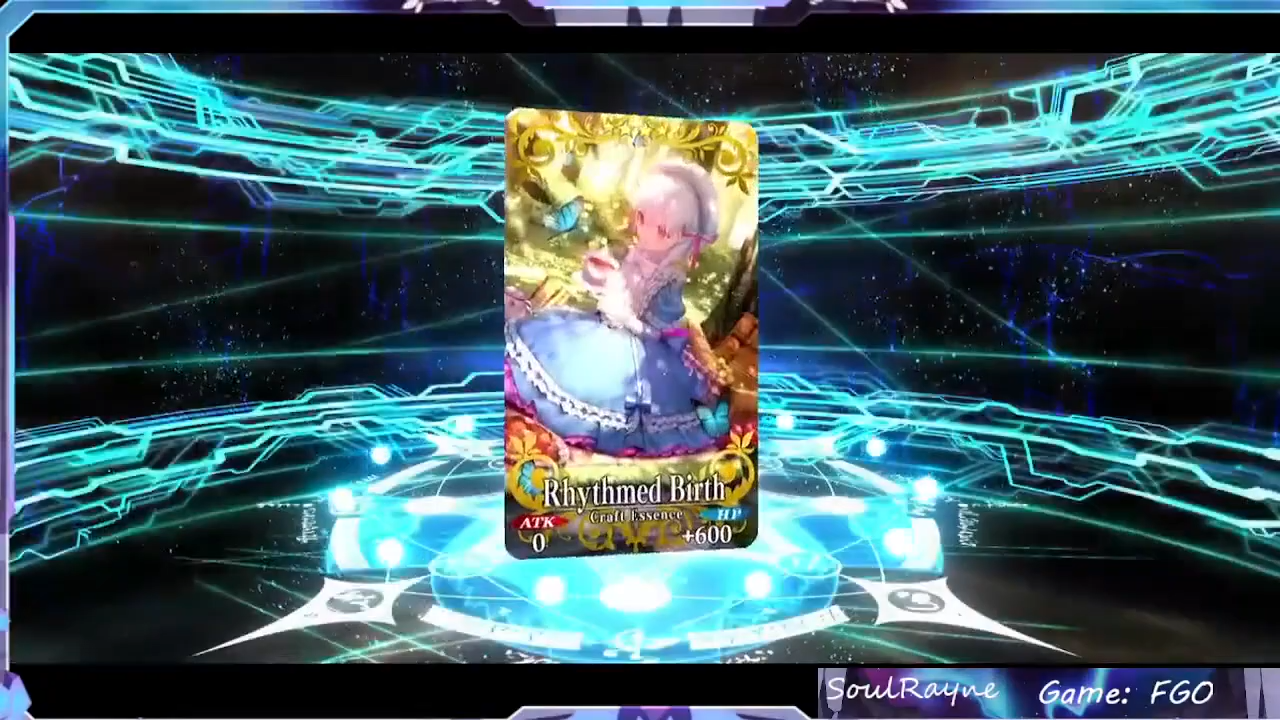 Rhythmed Birth
Craft Essence
ATK HP
0 +600
SoulRayne Game: FGO